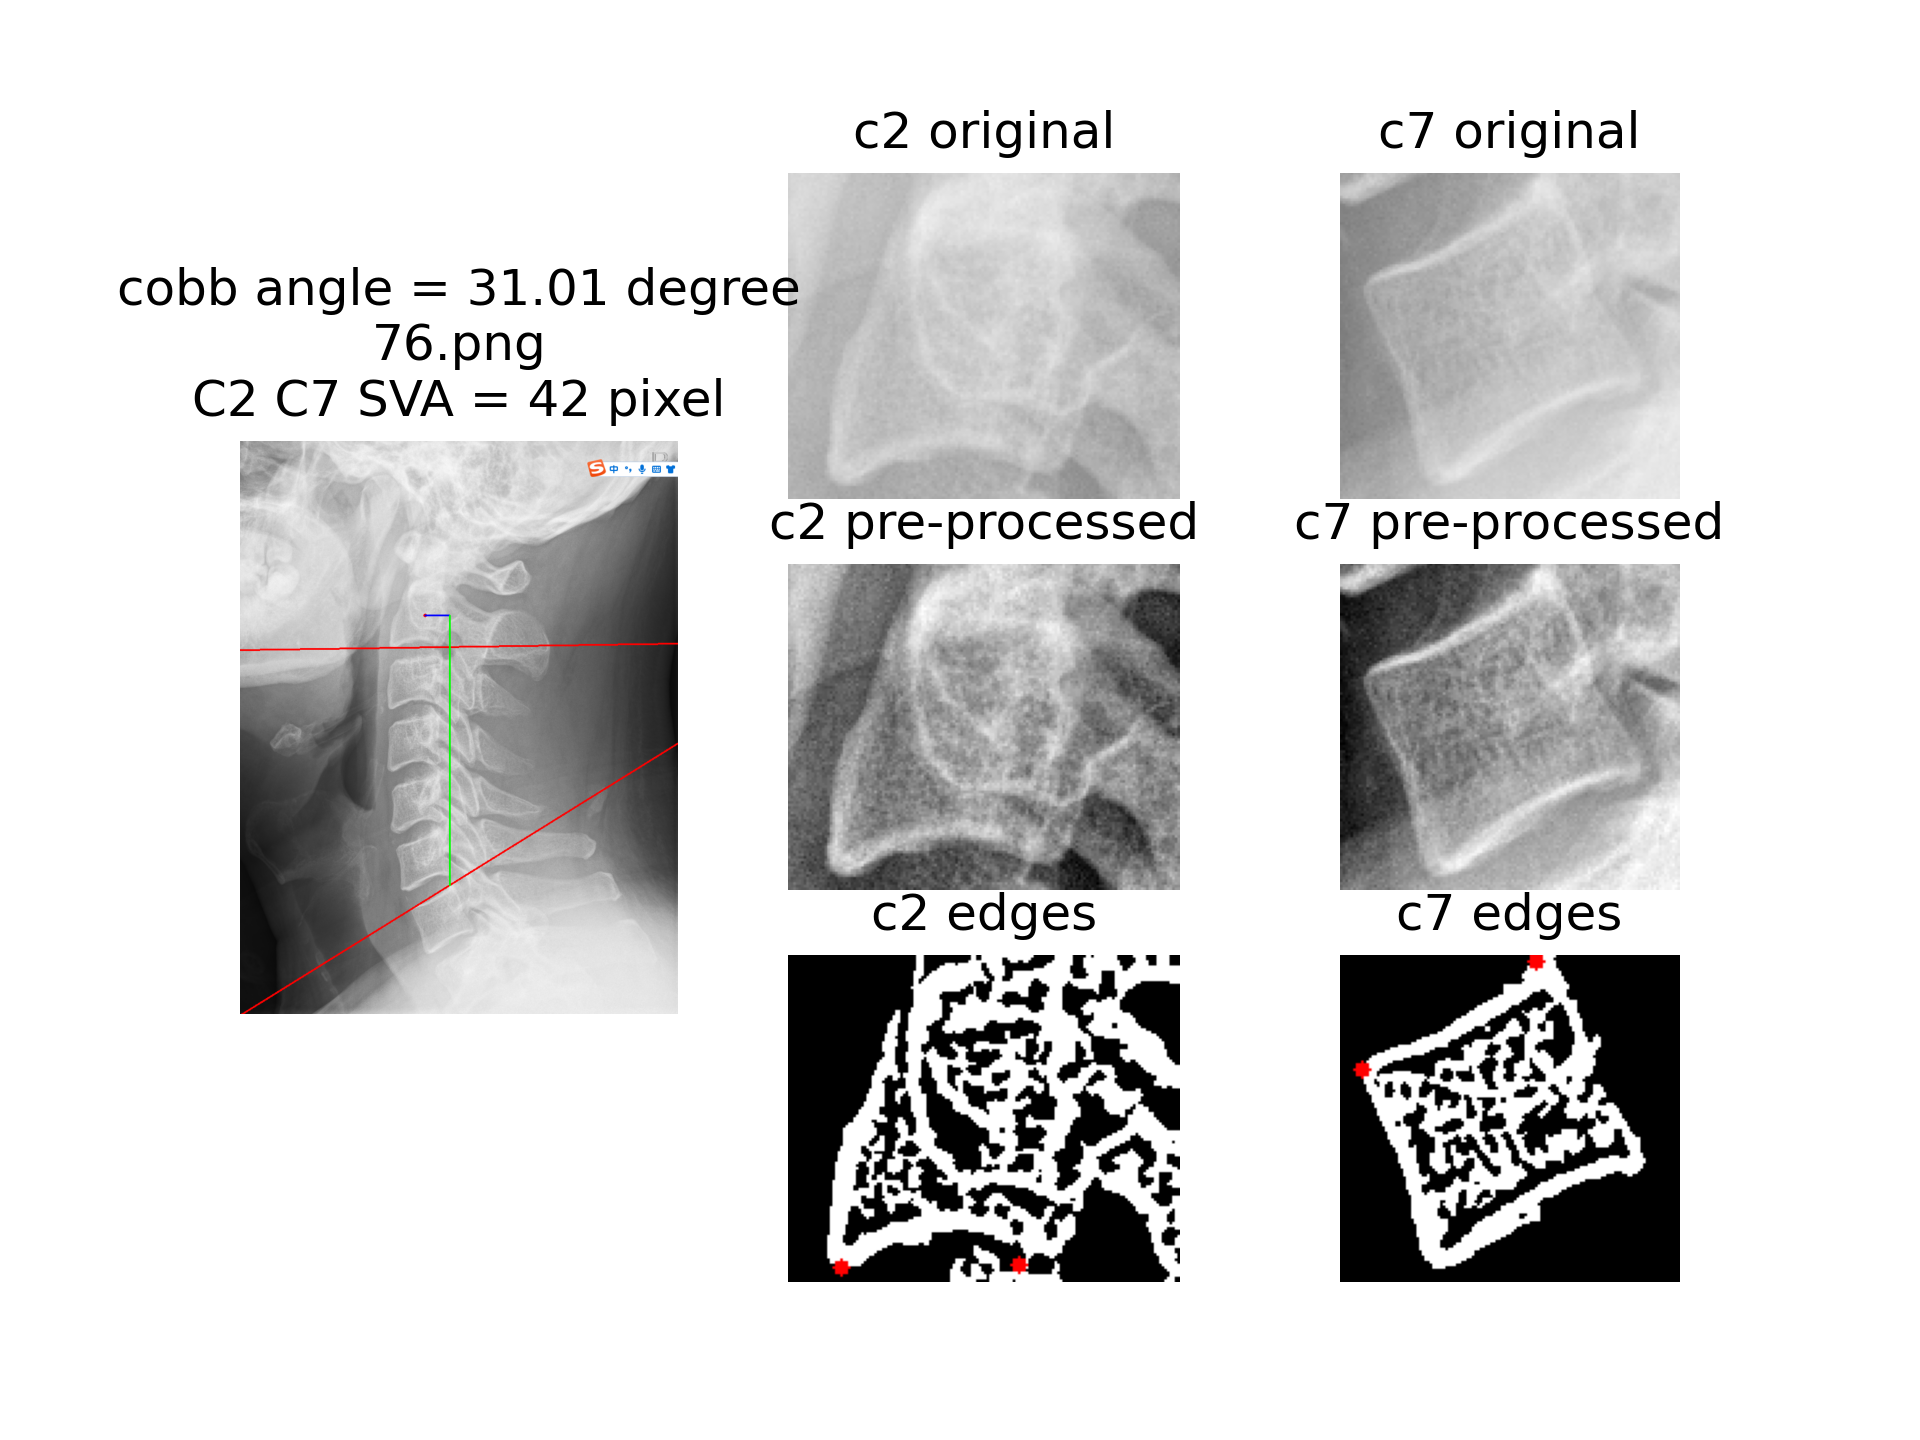 cobb angle = 31.01 degree
76.png
C2 C7 SVA = 42 pixel
中
c2 original
c7 original
c2 pre-processed
c7 pre-processed
c2 edges
c7 edges